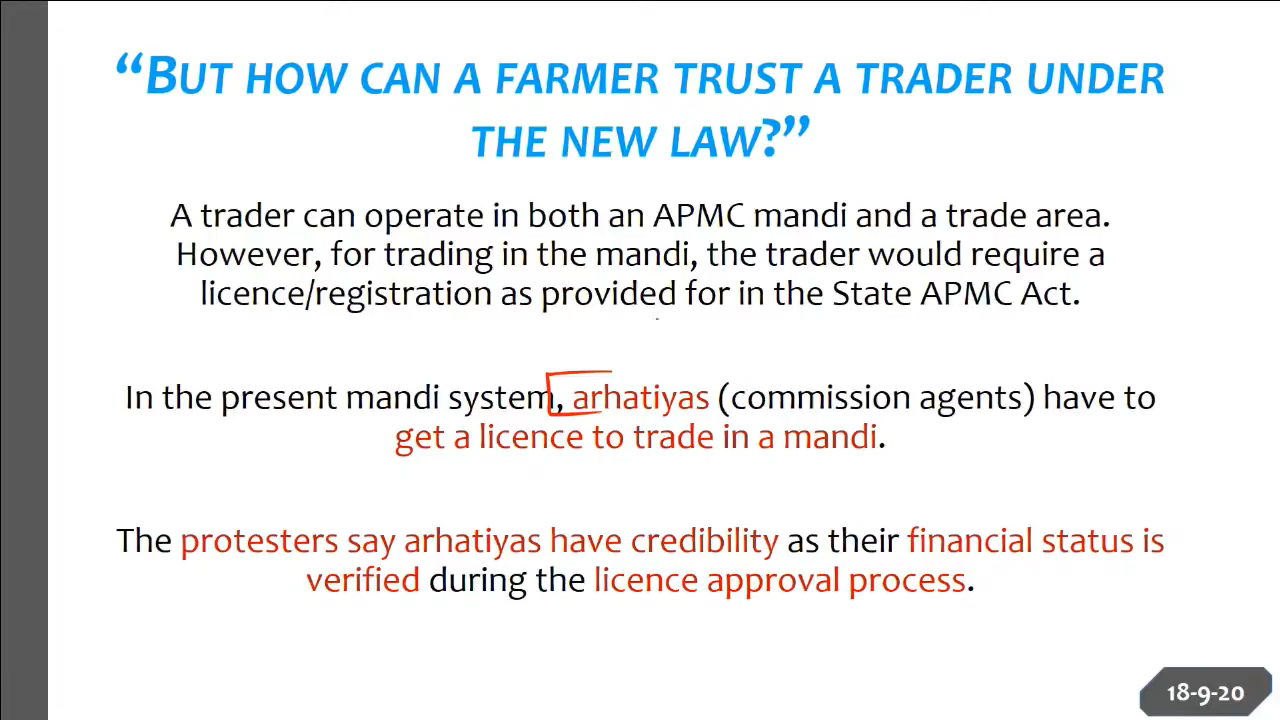 “BUT HOW CAN A FARMER TRUST A TRADER UNDER
THE NEW LAW?”
A trader can operate in both an APMC mandi and a trade area.
However, for trading in the mandi, the trader would require a
licence/registration as provided for in the State APMC Act.
In the present mandi system, arhatiyas (commission agents) have to
get a licence to trade in a mandi.
The protesters say arhatiyas have credibility as their financial status is
verified during the licence approval process.
18-9-20